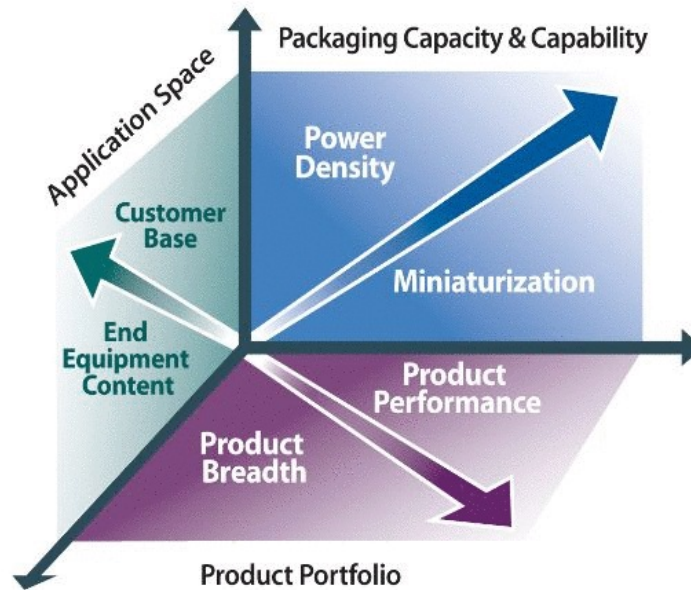 Packaging Capacity & Capability
Application Space
Power
Density
Customer
Base
Miniaturization
End
Equipment
Content
Product
Performance
Product
Breadth
Product Portfolio